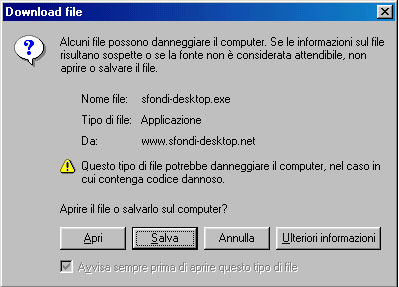 Download file
Alcuni file possono danneggiare il computer. Se le informazioni sul file
risultano sospette o se la fonte non è considerata attendibile, non
aprire o salvare il file.
Nome file: sfondi-desktop.exe
Tipo di file: Applicazione
Da: www.sfondi-desktop.net
Questo tipo di file potrebbe danneggiare il computer, nel caso in
cui contenga codice dannoso.
Aprire il file o salvarlo sul computer?
Apri Salva Annulla Ulteriori informazioni
Avvisa sempre prima di aprire questo tipo di file